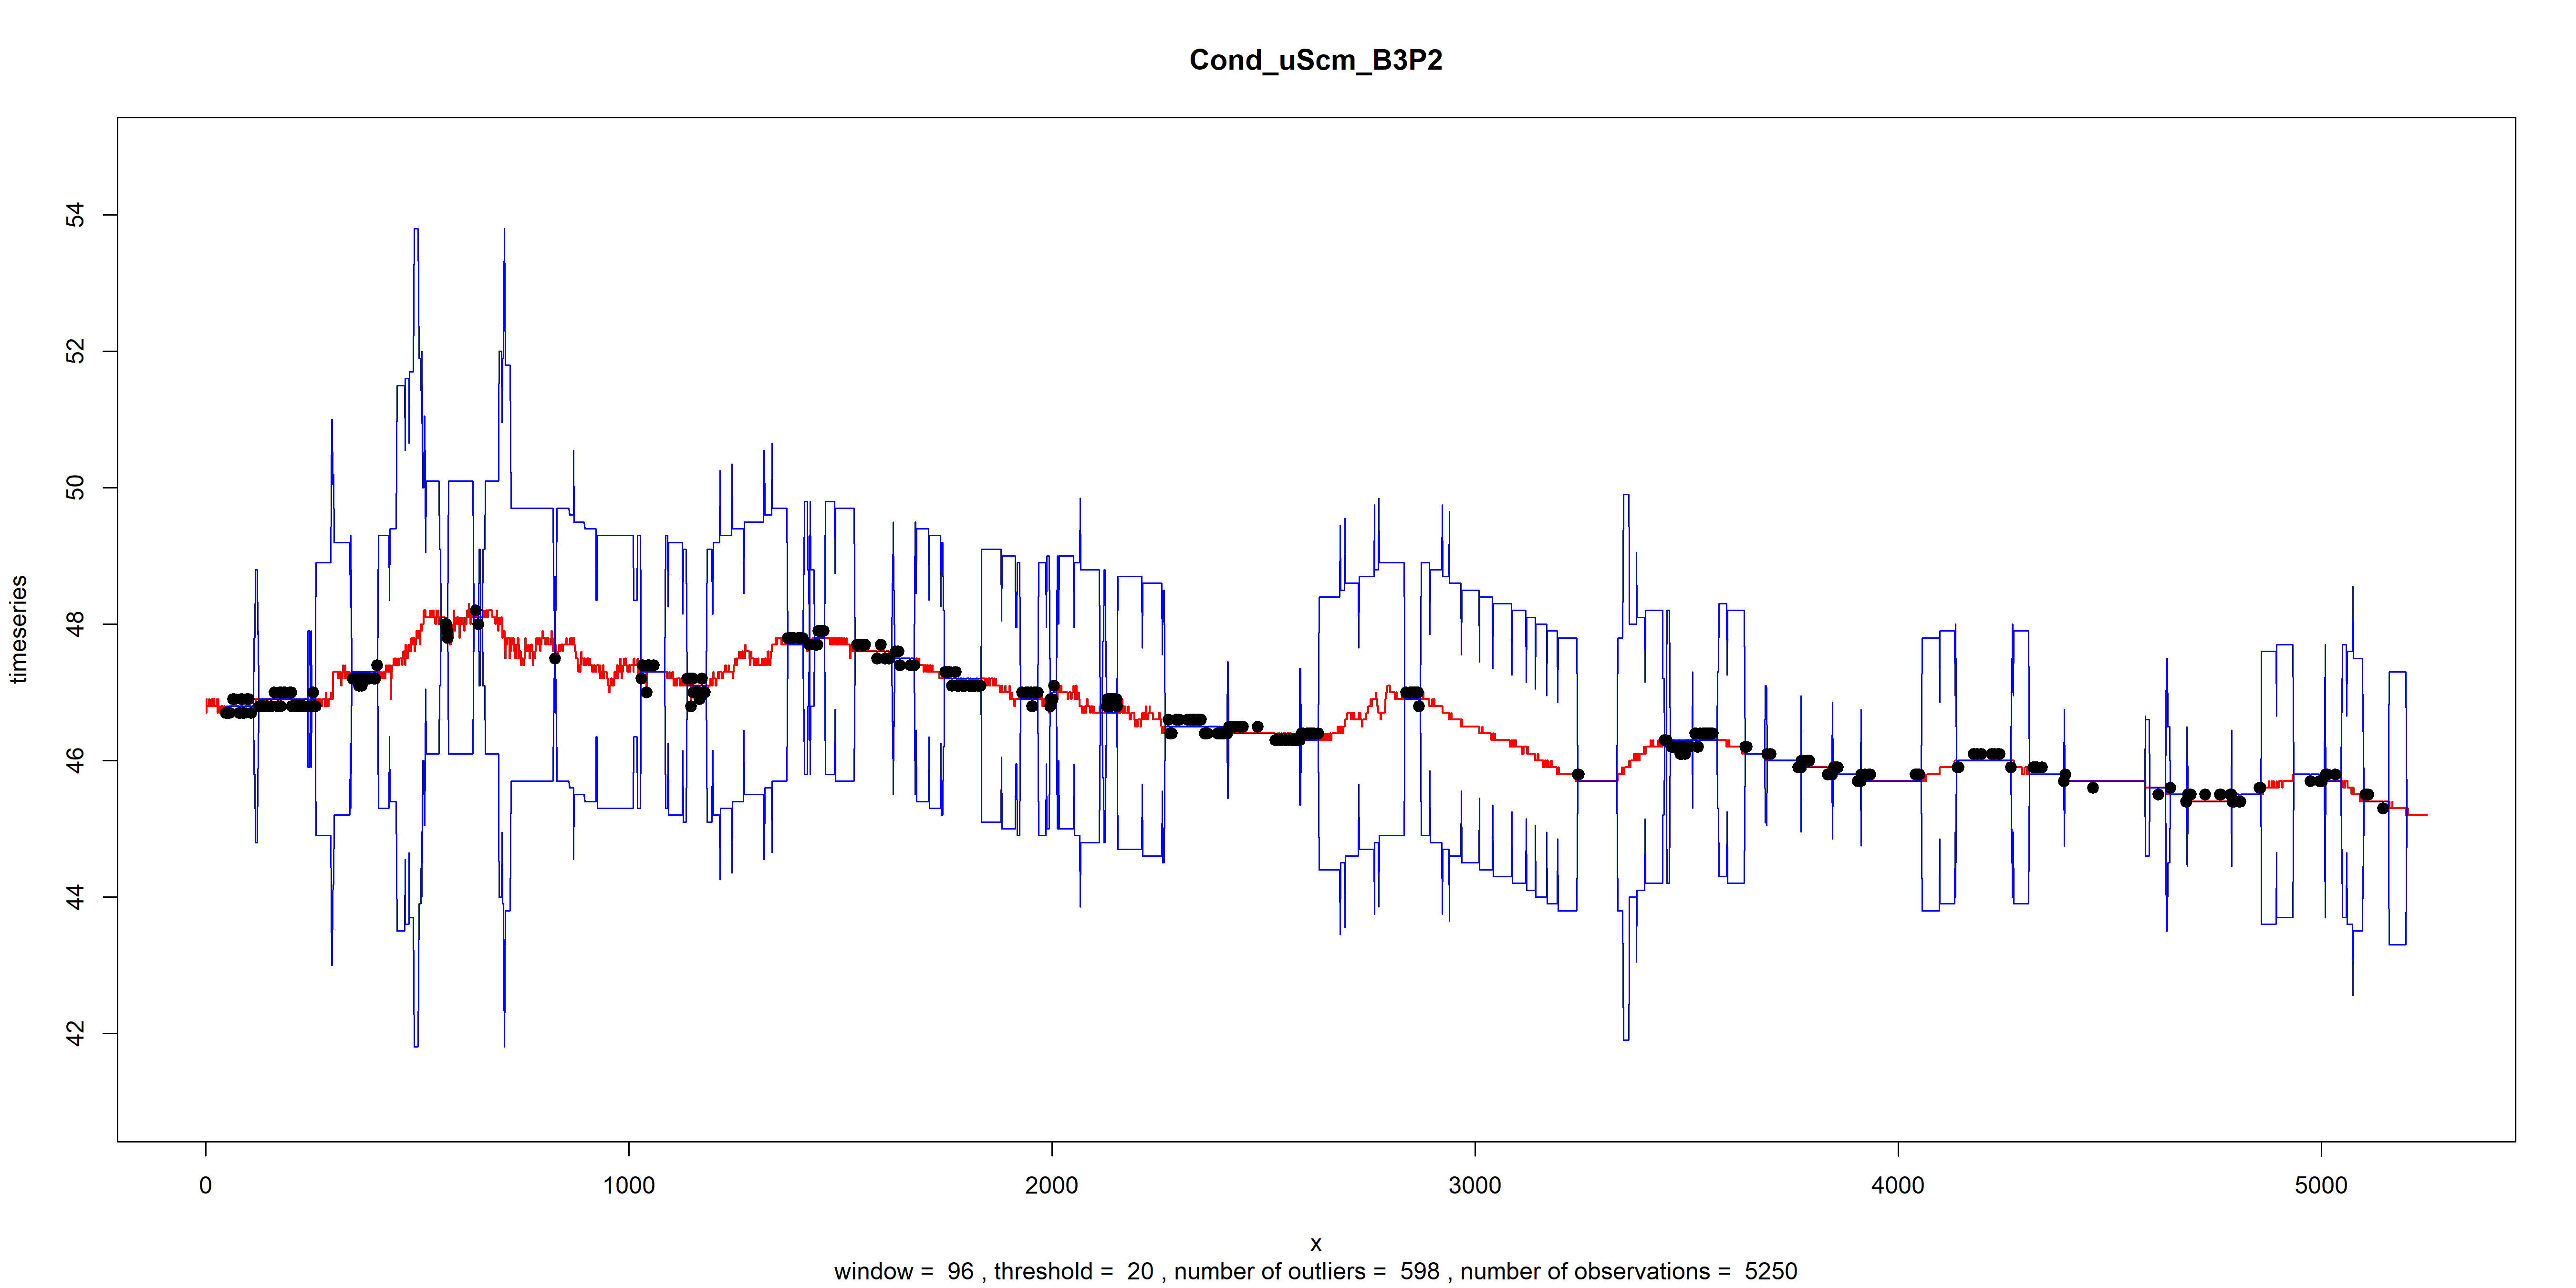 Cond_uScm_B3P2
timeseries
54
52
50
48
46
44
42
0 1000 2000 3000 4000 5000
x
window =  96 , threshold =  20 , number of outliers =  598 , number of observations =  5250